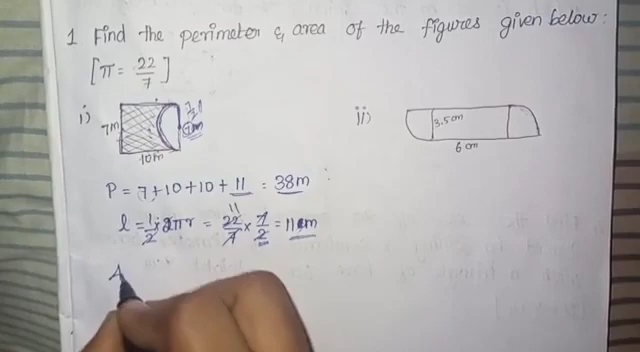 1 Find the perimeter & area of the figures given below:
[π = 22/7]
i)
7m
7m
10m
ii)
3.5cm
6cm
P = 7+10+10+11 = 38m
l = 1/2 × 2πr = 22/7 × 7/2 = 11m
A